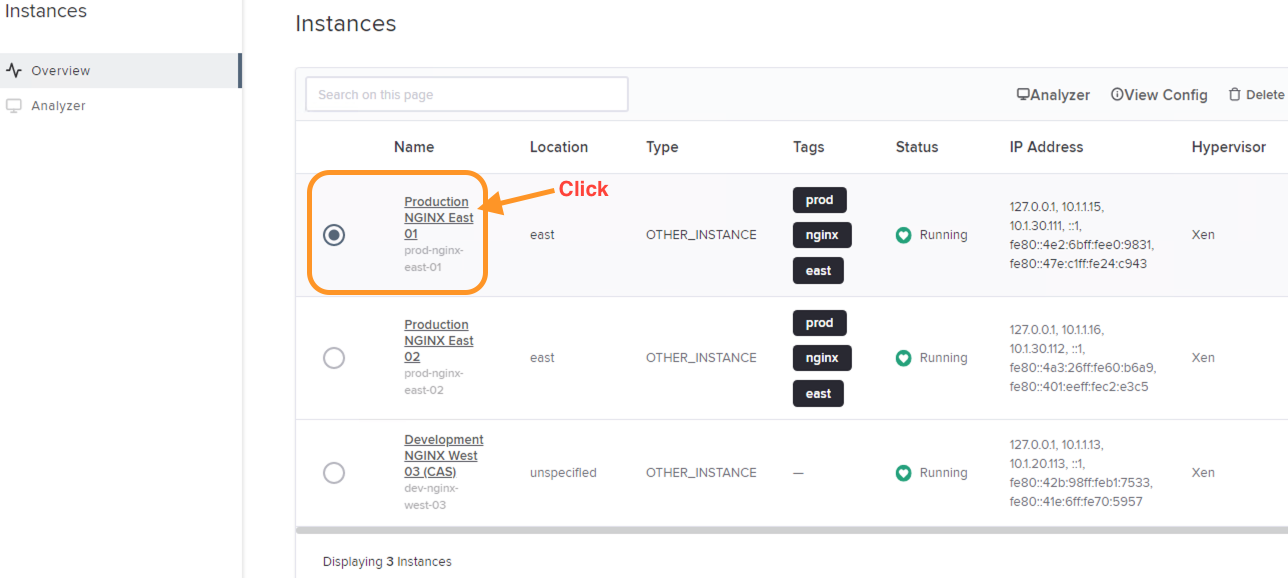 Instances
Instances
Overview
Analyzer
Search on this page
Analyzer View Config Delete
Name Location Type Tags Status IP Address Hypervisor
Click
Production
NGINX East
01
prod-nginx-
east-01
east
OTHER_INSTANCE
prod
nginx
east
Running
127.0.0.1, 10.1.1.15,
10.1.30.111, ::1,
fe80::4e2:6bff:fee0:9831,
fe80::47e:c1ff:fe24:c943
Xen
Production
NGINX East
02
prod-nginx-
east-02
east
OTHER_INSTANCE
prod
nginx
east
Running
127.0.0.1, 10.1.1.16,
10.1.30.112, ::1,
fe80::4a3:26ff:fe60:b6a9,
fe80::401:eeff:fec2:e3c5
Xen
Development
NGINX West
03 (CAS)
dev-nginx-
west-03
unspecified
OTHER_INSTANCE
—
Running
127.0.0.1, 10.1.1.13,
10.1.20.113, ::1,
fe80::42b:98ff:feb1:7533,
fe80::41e:6ff:fe70:5957
Xen
Displaying 3 Instances